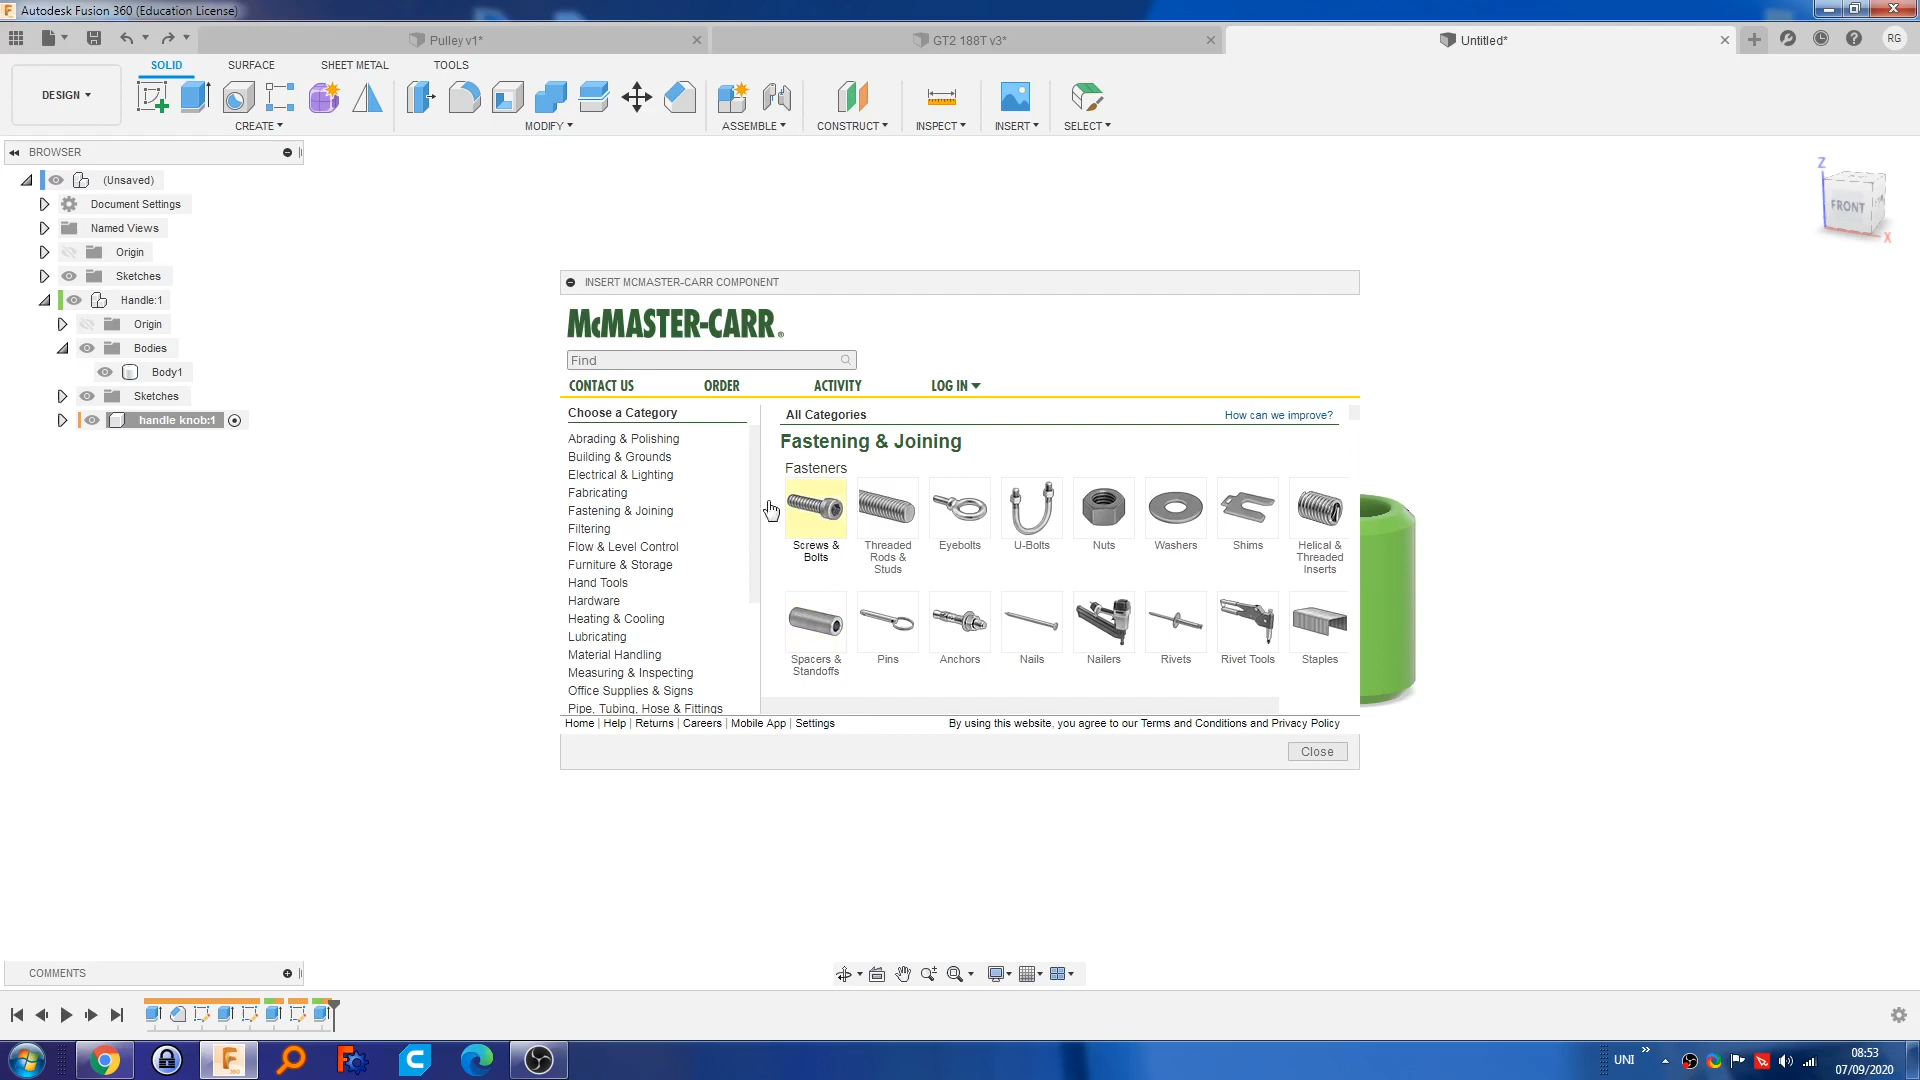 Autodesk Fusion 360 (Education License)
Pulley v1*
GT2 188T v3*
Untitled*
RG
DESIGN
SOLID
SURFACE
SHEET METAL
TOOLS
CREATE
MODIFY
ASSEMBLE
CONSTRUCT
INSPECT
INSERT
SELECT
BROWSER
(Unsaved)
Document Settings
Named Views
Origin
Sketches
Handle:1
Origin
Bodies
Body1
Sketches
handle knob:1
Z
FRONT
X
INSERT MCMASTER-CARR COMPONENT
McMASTER-CARR®
Find
CONTACT US
ORDER
ACTIVITY
LOG IN
Choose a Category
Abrading & Polishing
Building & Grounds
Electrical & Lighting
Fabricating
Fastening & Joining
Filtering
Flow & Level Control
Furniture & Storage
Hand Tools
Hardware
Heating & Cooling
Lubricating
Material Handling
Measuring & Inspecting
Office Supplies & Signs
Pipe, Tubing, Hose & Fittings
All Categories
How can we improve?
Fastening & Joining
Fasteners
Screws &
Bolts
Threaded
Rods &
Studs
Eyebolts
U-Bolts
Nuts
Washers
Shims
Helical &
Threaded
Inserts
Spacers &
Standoffs
Pins
Anchors
Nails
Nailers
Rivets
Rivet Tools
Staples
Home | Help | Returns | Careers | Mobile App | Settings
By using this website, you agree to our Terms and Conditions and Privacy Policy
Close
COMMENTS
UNI
08:53
07/09/2020